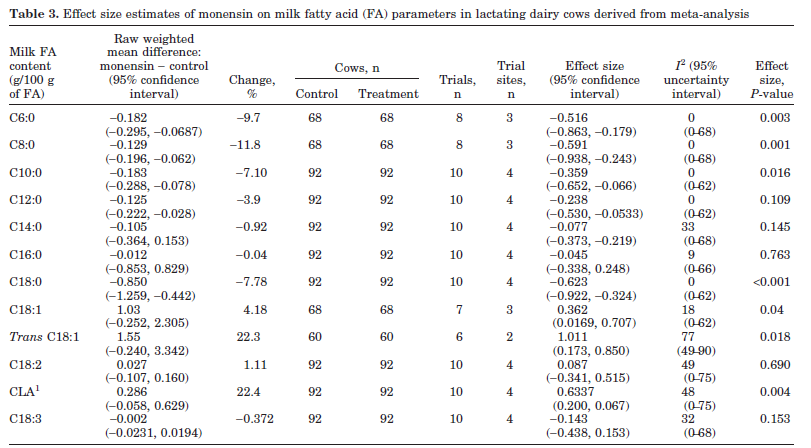 Table 3. Effect size estimates of monensin on milk fatty acid (FA) parameters in lactating dairy cows derived from meta-analysis
Milk FA content (g/100 g of FA) | Raw weighted mean difference: monensin – control (95% confidence interval) | Change, % | Cows, n: Control | Cows, n: Treatment | Trials, n | Trial sites, n | Effect size (95% confidence interval) | I² (95% uncertainty interval) | Effect size, P-value
C6:0 −0.182 −9.7 68 68 8 3 −0.516 0 0.003
(−0.295, −0.0687) (−0.863, −0.179) (0-68)
C8:0 −0.129 −11.8 68 68 8 3 −0.591 0 0.001
(−0.196, −0.062) (−0.938, −0.243) (0-68)
C10:0 −0.183 −7.10 92 92 10 4 −0.359 0 0.016
(−0.288, −0.078) (−0.652, −0.066) (0-62)
C12:0 −0.125 −3.9 92 92 10 4 −0.238 0 0.109
(−0.222, −0.028) (−0.530, −0.0533) (0-62)
C14:0 −0.105 −0.92 92 92 10 4 −0.077 33 0.145
(−0.364, 0.153) (−0.373, −0.219) (0-68)
C16:0 −0.012 −0.04 92 92 10 4 −0.045 9 0.763
(−0.853, 0.829) (−0.338, 0.248) (0-66)
C18:0 −0.850 −7.78 92 92 10 4 −0.623 0 <0.001
(−1.259, −0.442) (−0.922, −0.324) (0-62)
C18:1 1.03 4.18 68 68 7 3 0.362 18 0.04
(−0.252, 2.305) (0.0169, 0.707) (0-62)
Trans C18:1 1.55 22.3 60 60 6 2 1.011 77 0.018
(−0.240, 3.342) (0.173, 0.850) (49-90)
C18:2 0.027 1.11 92 92 10 4 0.087 49 0.690
(−0.107, 0.160) (−0.341, 0.515) (0-75)
CLA¹ 0.286 22.4 92 92 10 4 0.6337 48 0.004
(−0.058, 0.629) (0.200, 0.067) (0-75)
C18:3 −0.002 −0.372 92 92 10 4 −0.143 32 0.153
(−0.0231, 0.0194) (−0.438, 0.153) (0-68)